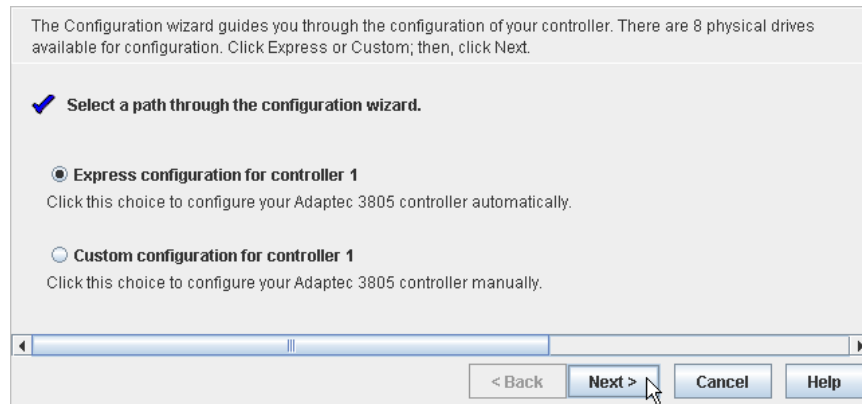 The Configuration wizard guides you through the configuration of your controller. There are 8 physical drives
available for configuration. Click Express or Custom; then, click Next.
Select a path through the configuration wizard.
Express configuration for controller 1
Click this choice to configure your Adaptec 3805 controller automatically.
Custom configuration for controller 1
Click this choice to configure your Adaptec 3805 controller manually.
< Back Next > Cancel Help